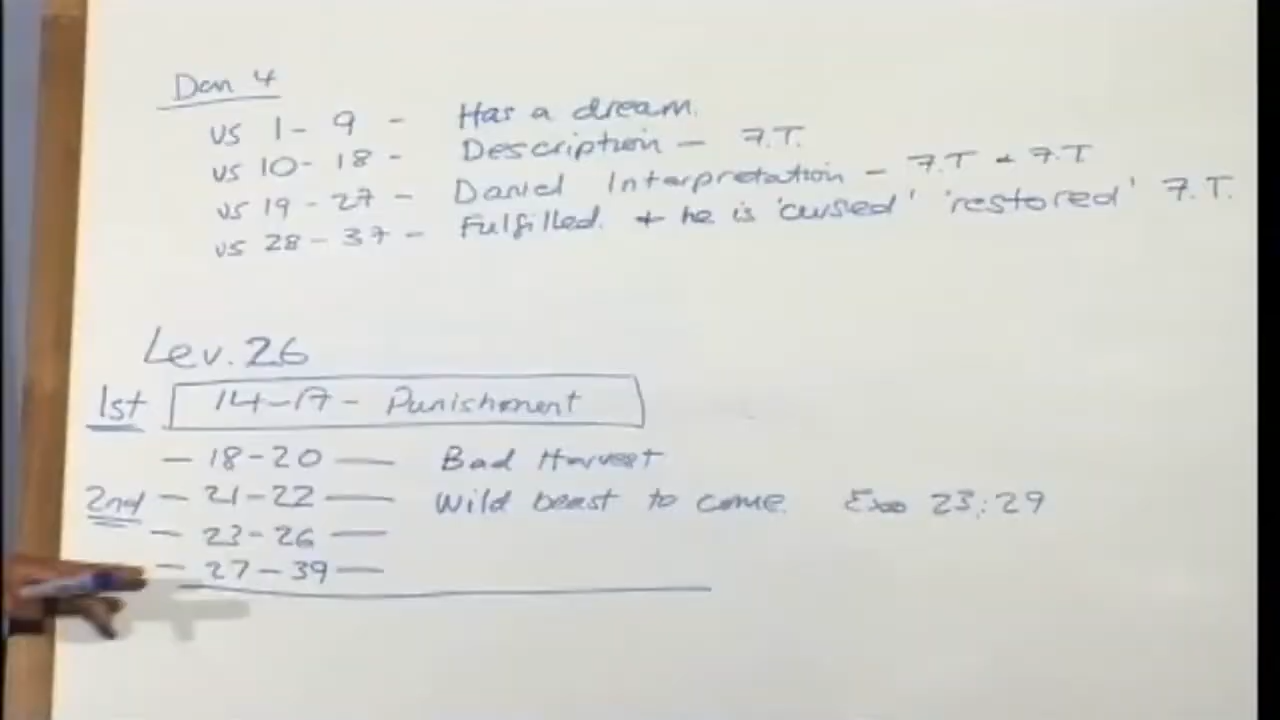 Dan 4
vs 1-9 - Has a dream.
vs 10-18 - Description - 7.T.
vs 19-27 - Daniel Interpretation - 7.T + 7.T
vs 28-37 - Fulfilled. + he is 'cursed' 'restored' 7.T.
Lev. 26
1st 14-17 - Punishment
- 18-20 - Bad Harvest
2nd - 21-22 - Wild beast to come. Exo 23:29
- 23-26 -
- 27-39 -